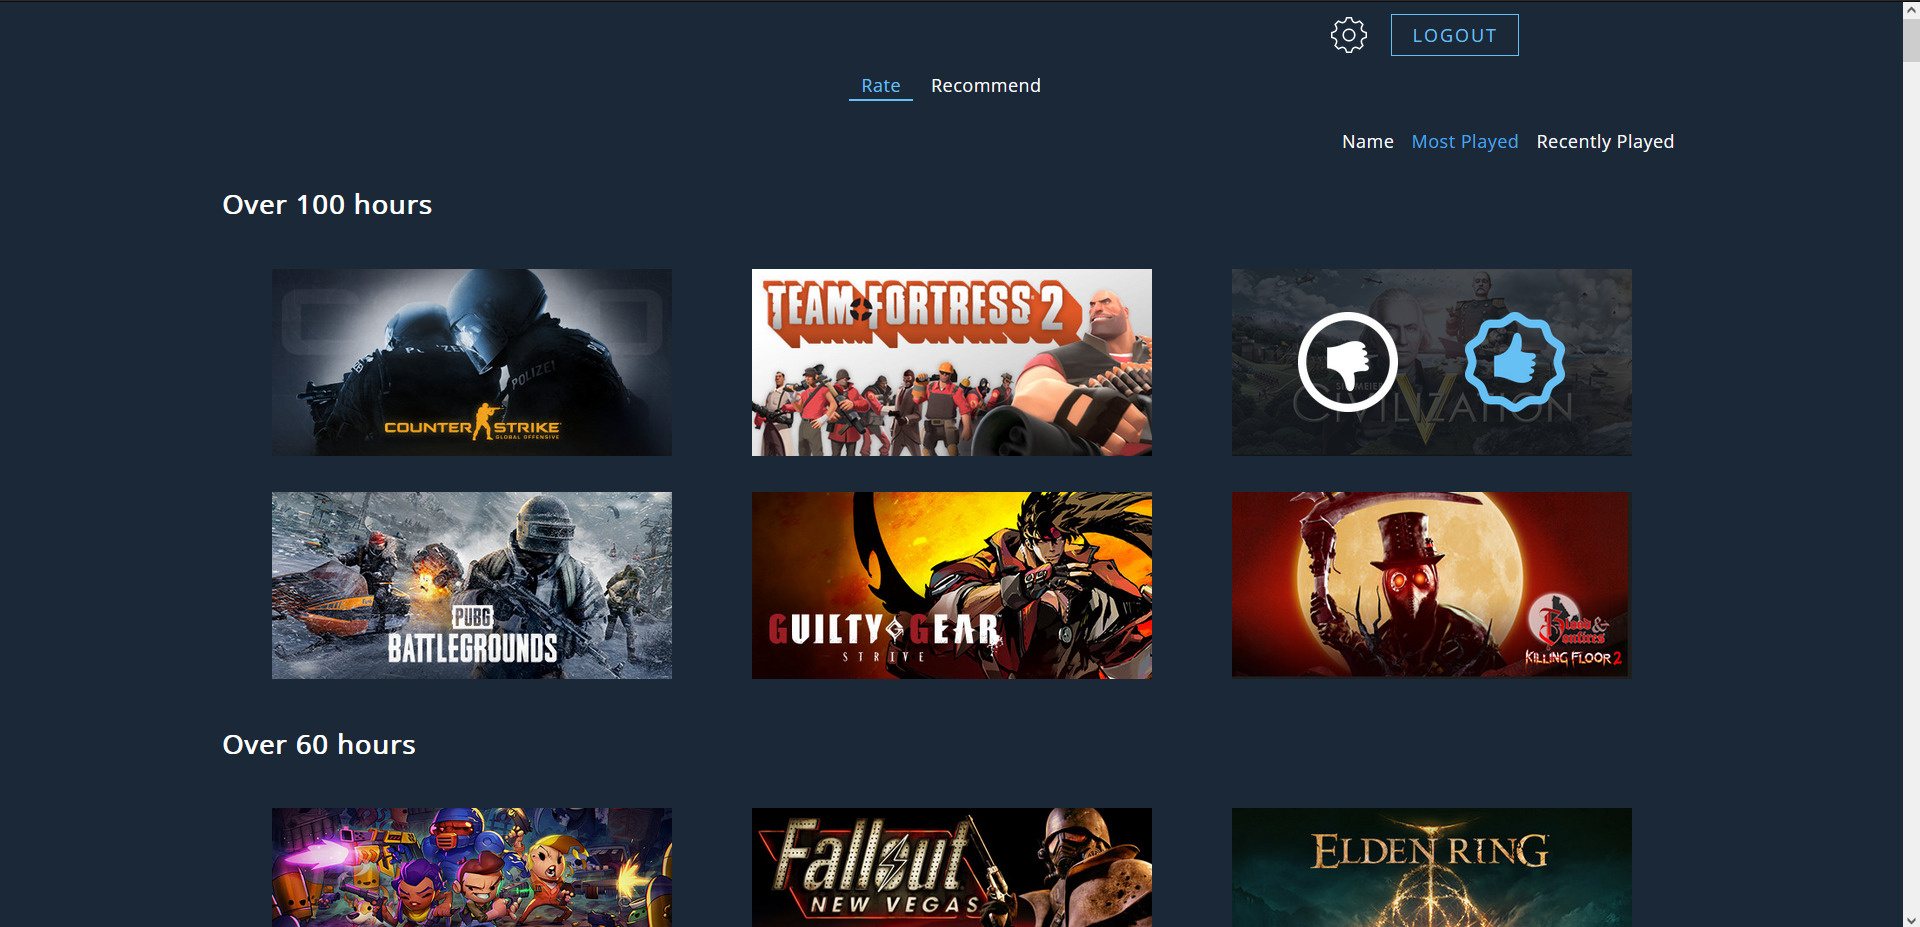 LOGOUT
Rate Recommend
Name Most Played Recently Played
Over 100 hours
POLIZEI
COUNTER STRIKE
GLOBAL OFFENSIVE
TEAM FORTRESS 2
SID MEIER'S
CIVILIZATION
V
PUBG
BATTLEGROUNDS
GUILTY GEAR
STRIVE
Blood &
Bonfires
KILLING FLOOR 2
Over 60 hours
Fallout
NEW VEGAS
ELDEN RING